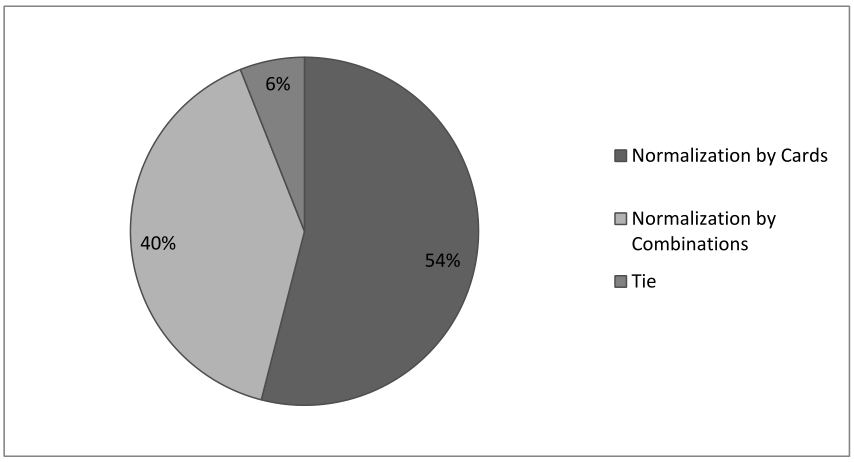 6%
Normalization by Cards
Normalization by
Combinations
40%
54%
Tie